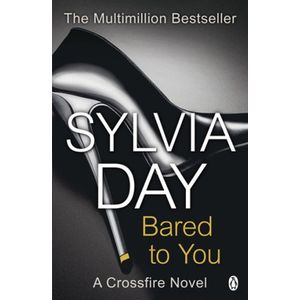 The Multimillion Bestseller
SYLVIA
DAY
Bared
to You
A Crossfire Novel